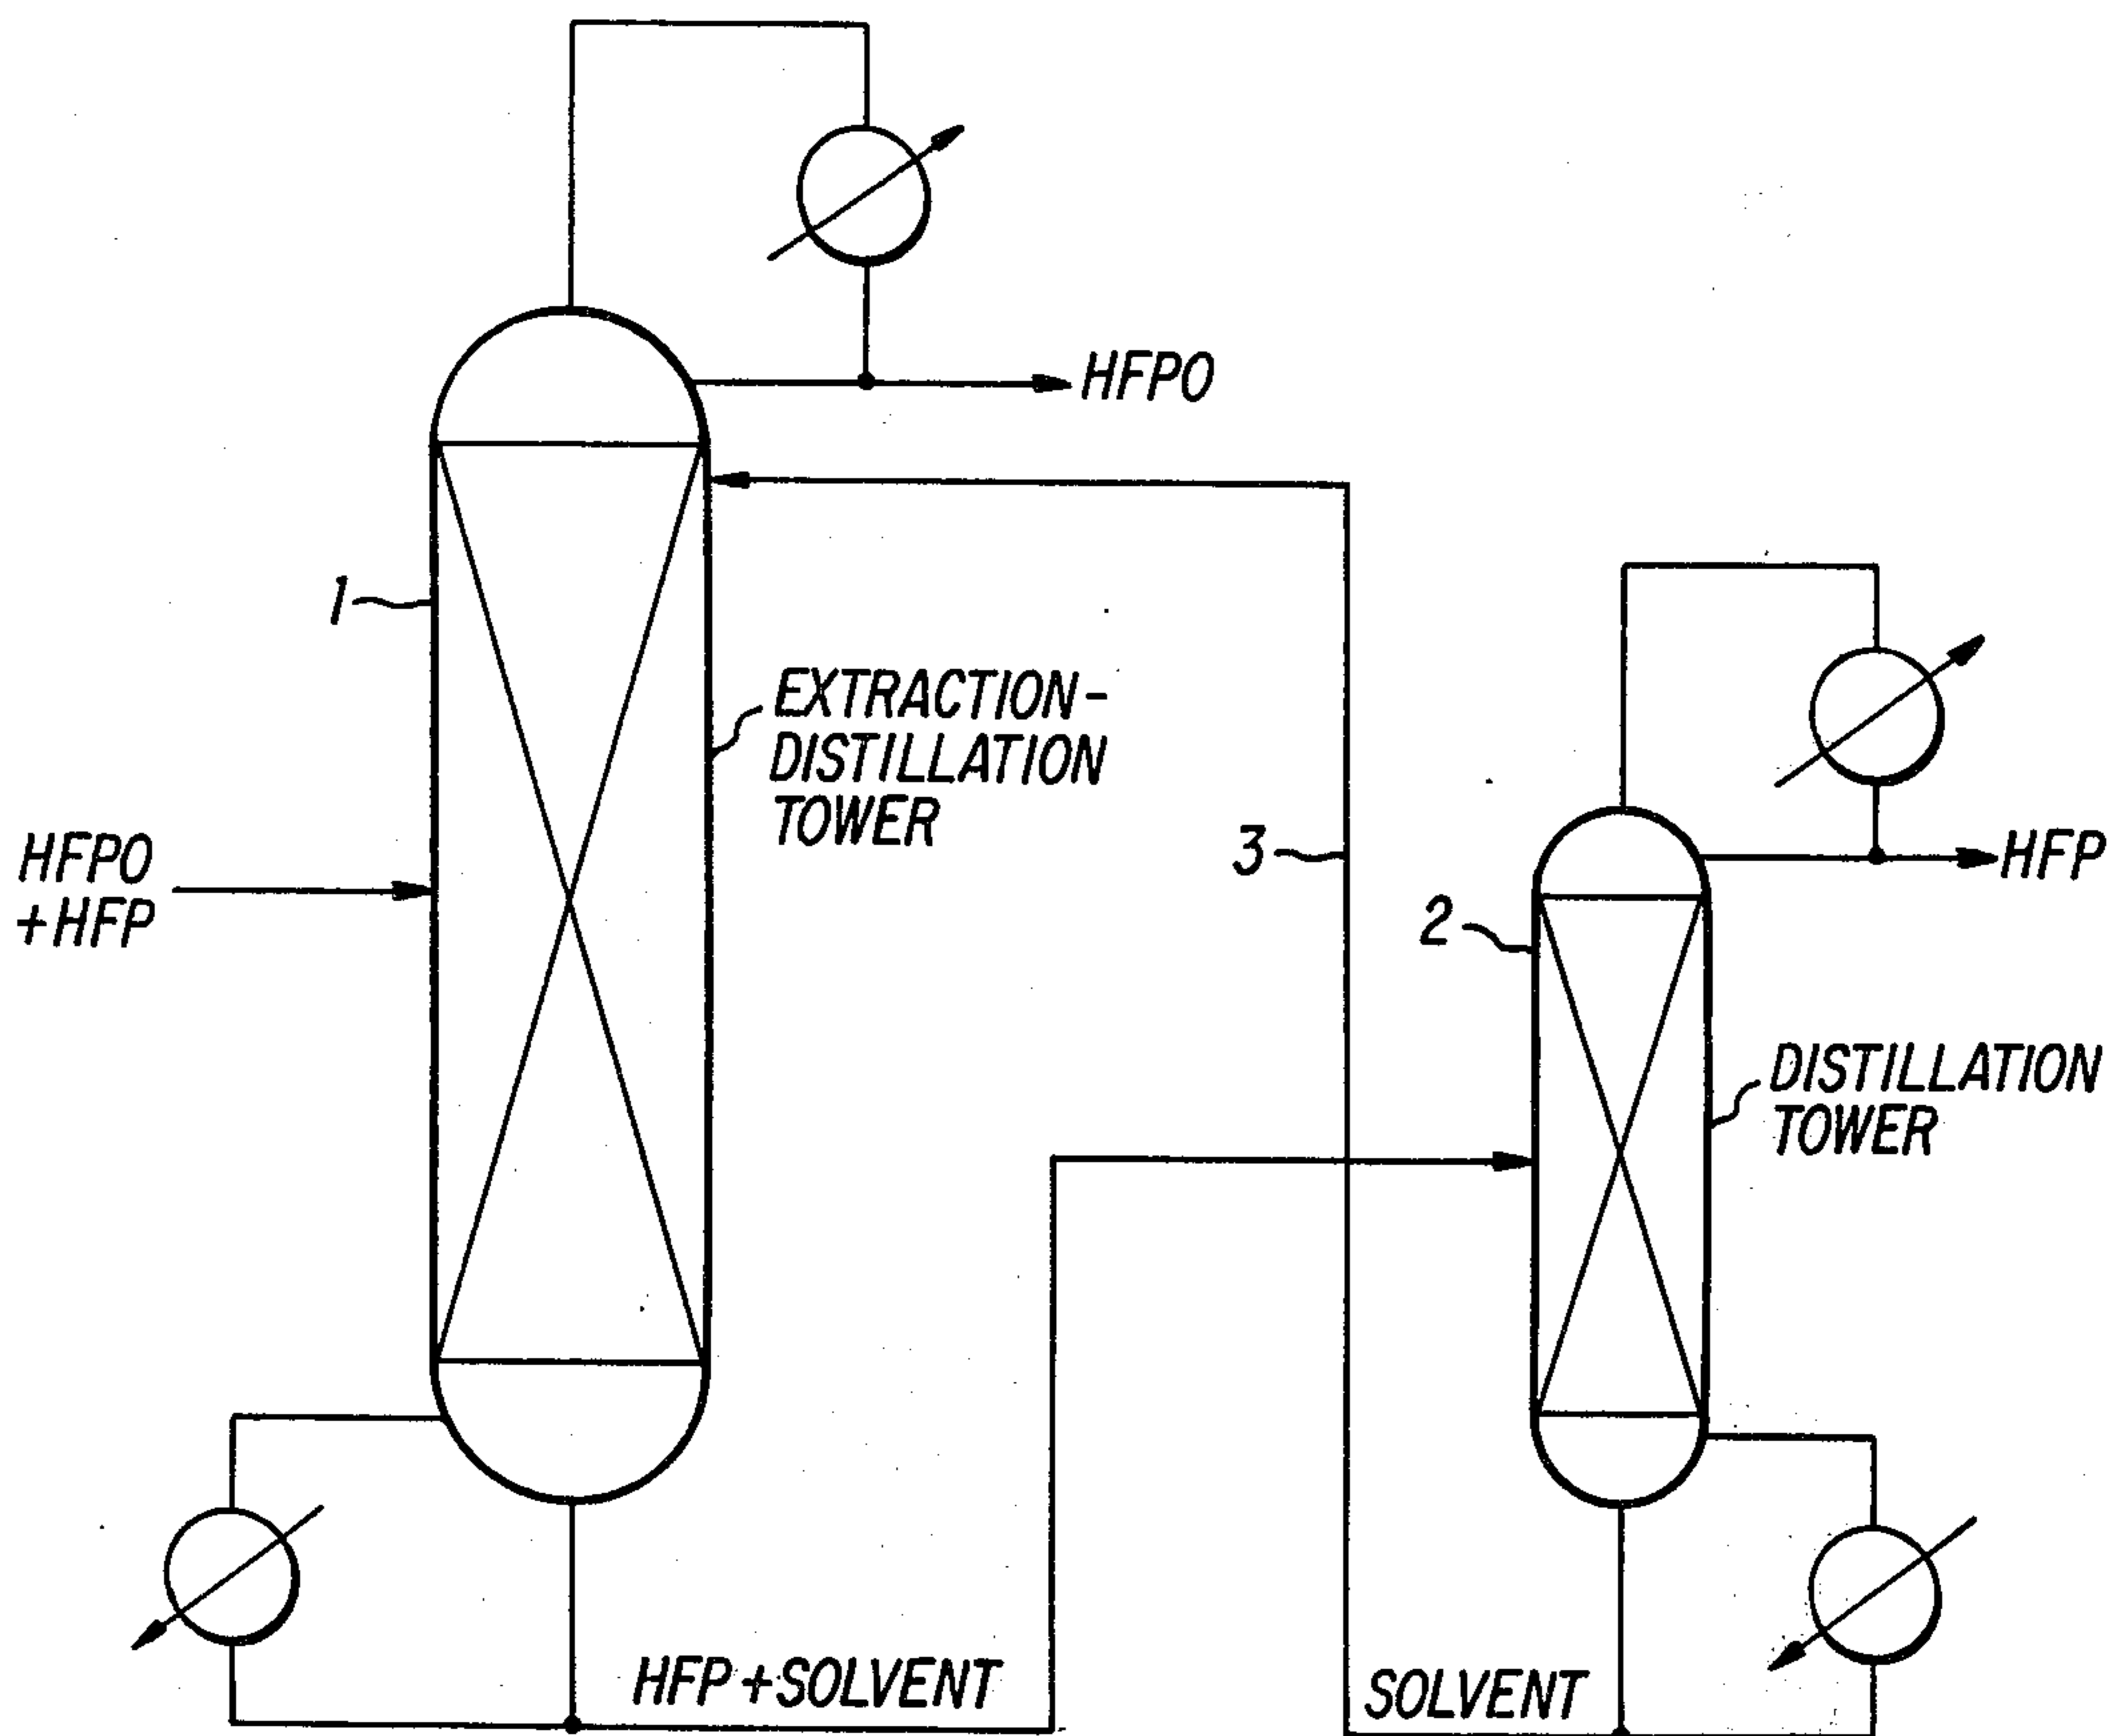 HFPO
1
EXTRACTION-
DISTILLATION
TOWER
HFPO
+HFP
3
2
HFP
DISTILLATION
TOWER
HFP+SOLVENT
SOLVENT